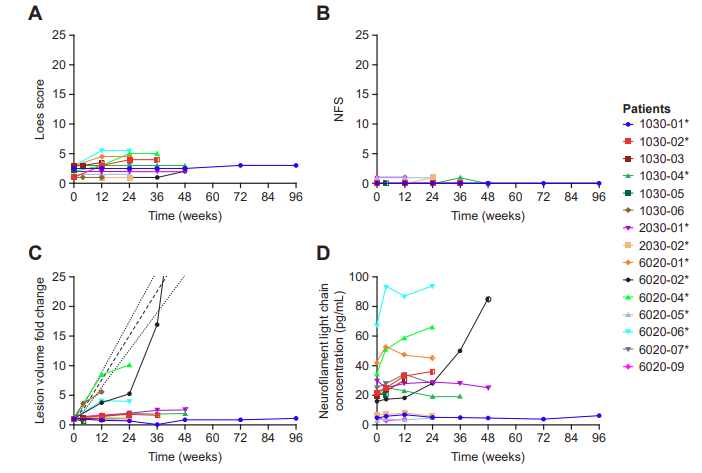 A
25
20
15
10
5
0
Loes score
0 12 24 36 48 60 72 84 96
Time (weeks)
B
25
20
15
10
5
0
NFS
0 12 24 36 48 60 72 84 96
Time (weeks)
C
25
20
15
10
5
0
Lesion volume fold change
0 12 24 36 48 60 72 84 96
Time (weeks)
D
100
80
60
40
20
0
Neurofilament light chain
concentration (pg/mL)
0 12 24 36 48 60 72 84 96
Time (weeks)
Patients
1030-01*
1030-02*
1030-03
1030-04*
1030-05
1030-06
2030-01*
2030-02*
6020-01*
6020-02*
6020-04*
6020-05*
6020-06*
6020-07*
6020-09